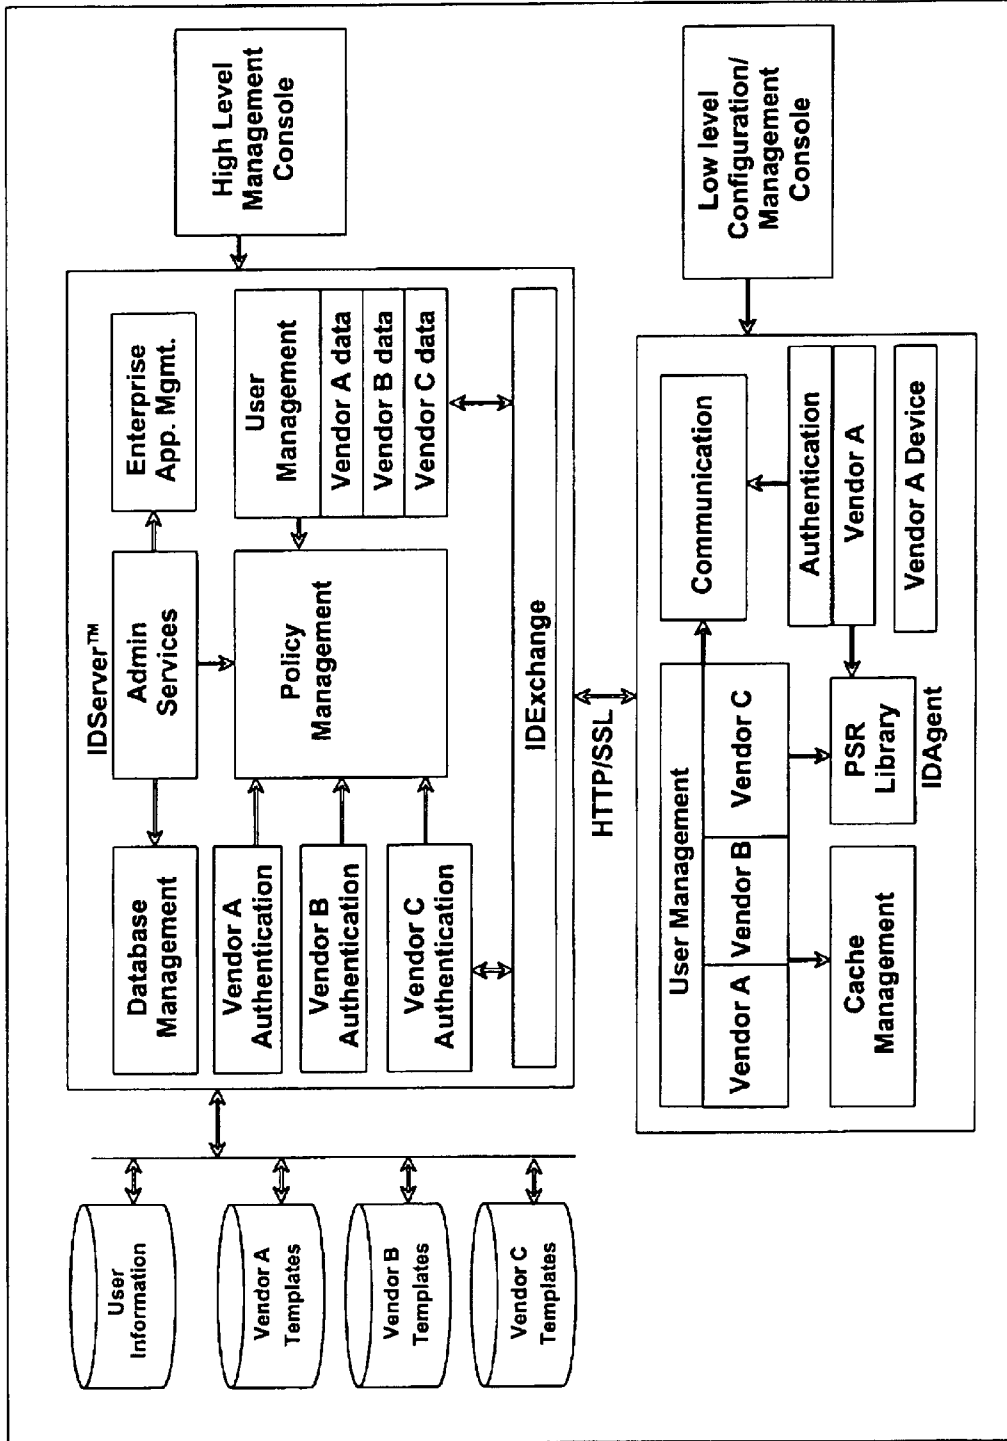 User
Information
Vendor A
Templates
Vendor B
Templates
Vendor C
Templates
IDServer™
Database
Management
Admin
Services
Enterprise
App. Mgmt.
Vendor A
Authentication
Vendor B
Authentication
Vendor C
Authentication
Policy
Management
User
Management
Vendor A data
Vendor B data
Vendor C data
IDExchange
High Level
Management
Console
HTTP/SSL
User Management
Vendor A
Vendor B
Vendor C
Communication
Cache
Management
PSR
Library
Authentication
Vendor A
Vendor A Device
IDAgent
Low level
Configuration/
Management
Console